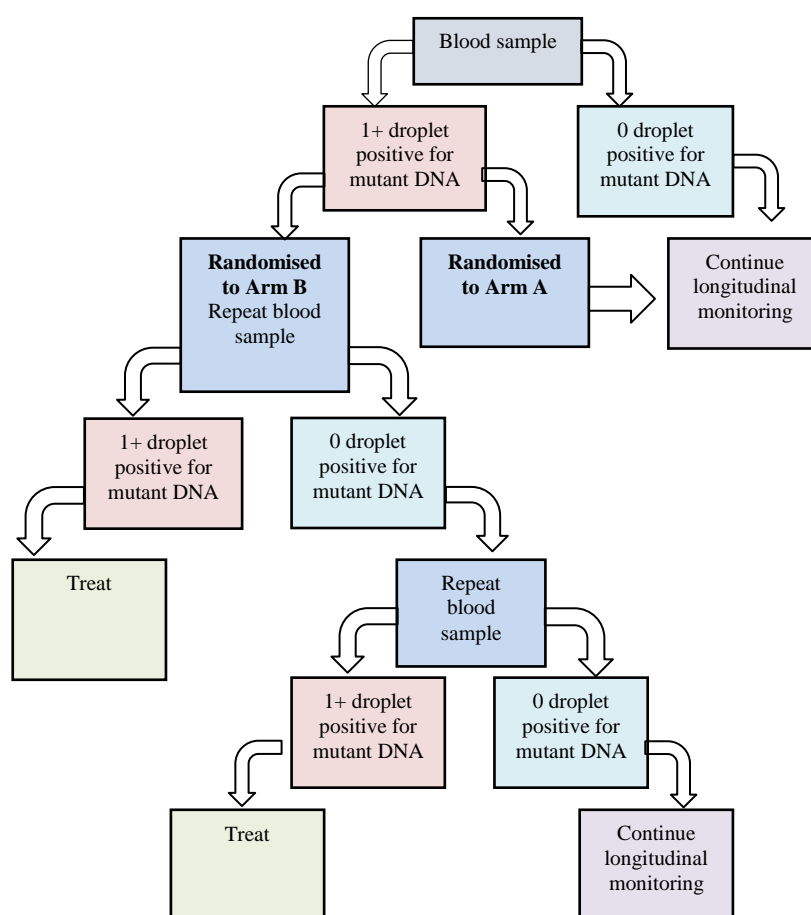 Blood sample
1+ droplet
positive for
mutant DNA
0 droplet
positive for
mutant DNA
Randomised
to Arm B
Repeat blood
sample
Randomised
to Arm A
Continue
longitudinal
monitoring
1+ droplet
positive for
mutant DNA
0 droplet
positive for
mutant DNA
Treat
Repeat
blood
sample
1+ droplet
positive for
mutant DNA
0 droplet
positive for
mutant DNA
Treat
Continue
longitudinal
monitoring